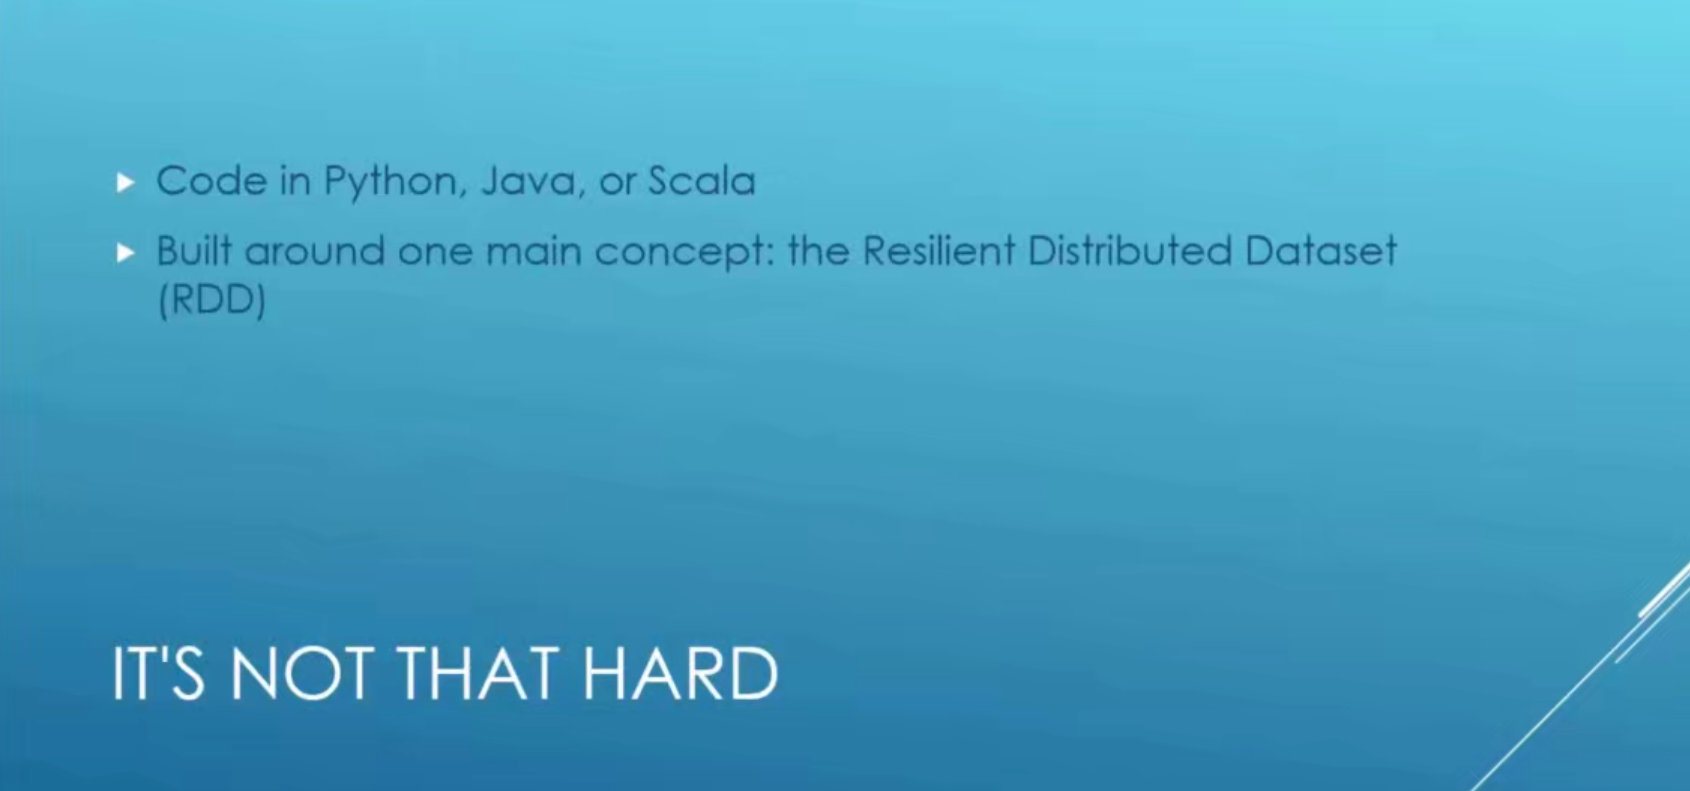 Code in Python, Java, or Scala
Built around one main concept: the Resilient Distributed Dataset
(RDD)
IT'S NOT THAT HARD